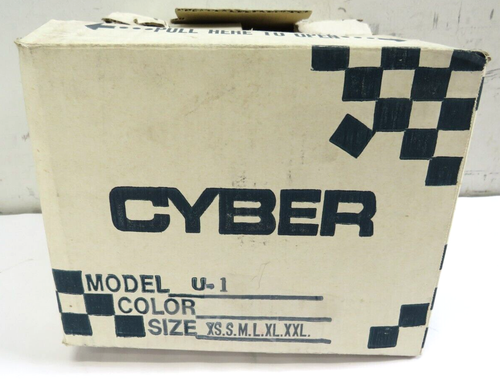 PULL HERE TO OPEN
CYBER
MODEL U-1
COLOR
SIZE XS.S.M.L.XL.XXL.